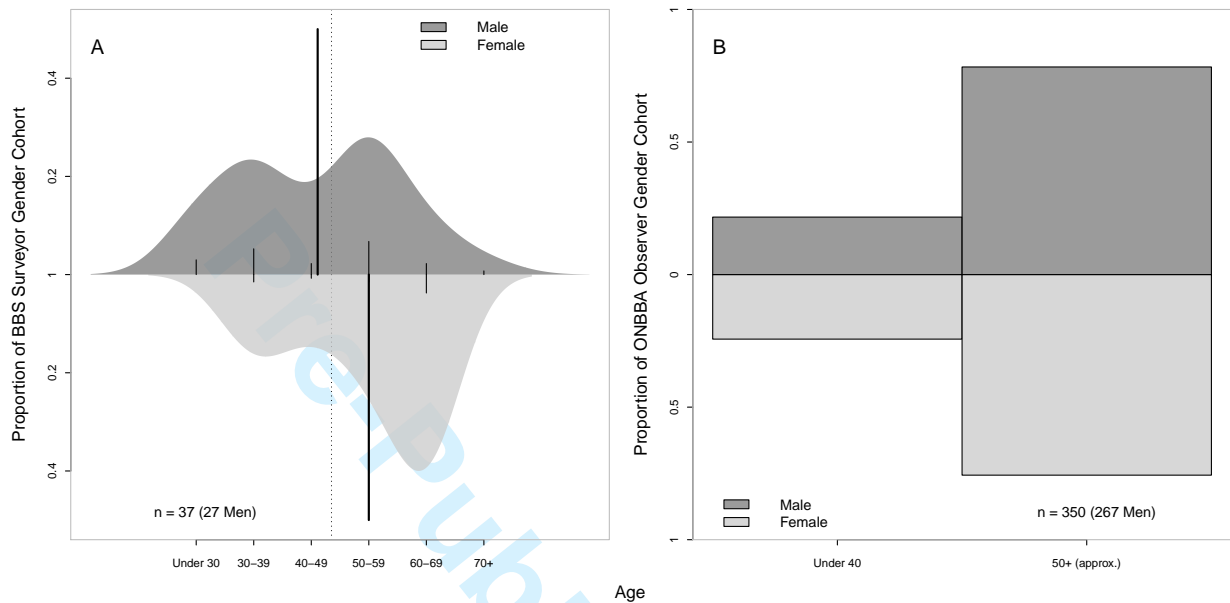 A
Male
Female
Proportion of BBS Surveyor Gender Cohort
0.4
0.2
1
0.2
0.4
n = 37 (27 Men)
Under 30 30–39 40–49 50–59 60–69 70+
B
Proportion of ONBBA Observer Gender Cohort
1
0.5
0
0.5
1
Male
Female
n = 350 (267 Men)
Under 40 50+ (approx.)
Age
Pre-Pub